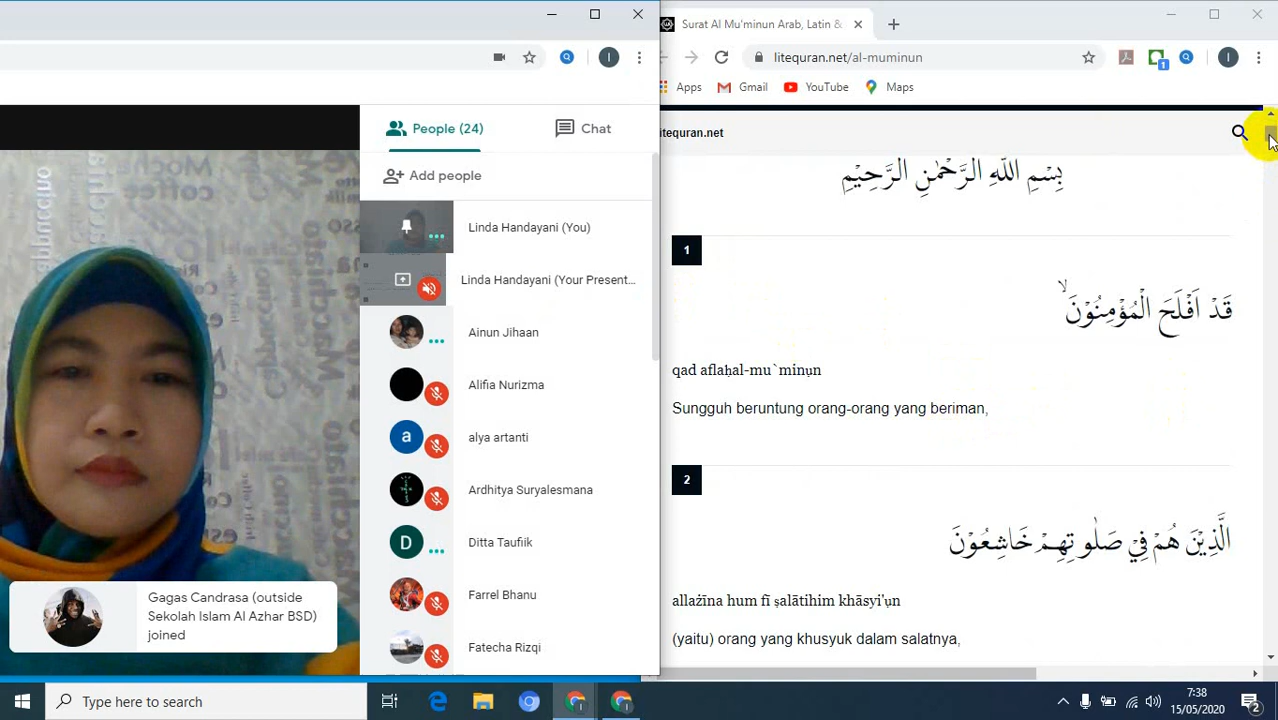 People (24)
Chat
Add people
Linda Handayani (You)
Linda Handayani (Your Present...
Ainun Jihaan
Alifia Nurizma
a
alya artanti
Ardhitya Suryalesmana
D
Ditta Taufiik
Farrel Bhanu
Fatecha Rizqi
Gagas Candrasa (outside
Sekolah Islam Al Azhar BSD)
joined
I
Surat Al Mu'minun Arab, Latin &
litequran.net/al-muminun
1
I
Apps
Gmail
YouTube
Maps
itequran.net
بِسْمِ اللّٰهِ الرَّحْمٰنِ الرَّحِيْمِ
1
قَدْ اَفْلَحَ الْمُؤْمِنُوْنَ ۙ
qad aflaḥal-mu`minụn
Sungguh beruntung orang-orang yang beriman,
2
الَّذِيْنَ هُمْ فِيْ صَلٰو تِهِمْ خَاشِعُوْنَ
allażīna hum fī ṣalātihim khāsyi'ụn
(yaitu) orang yang khusyuk dalam salatnya,
Type here to search
7:38
15/05/2020
2